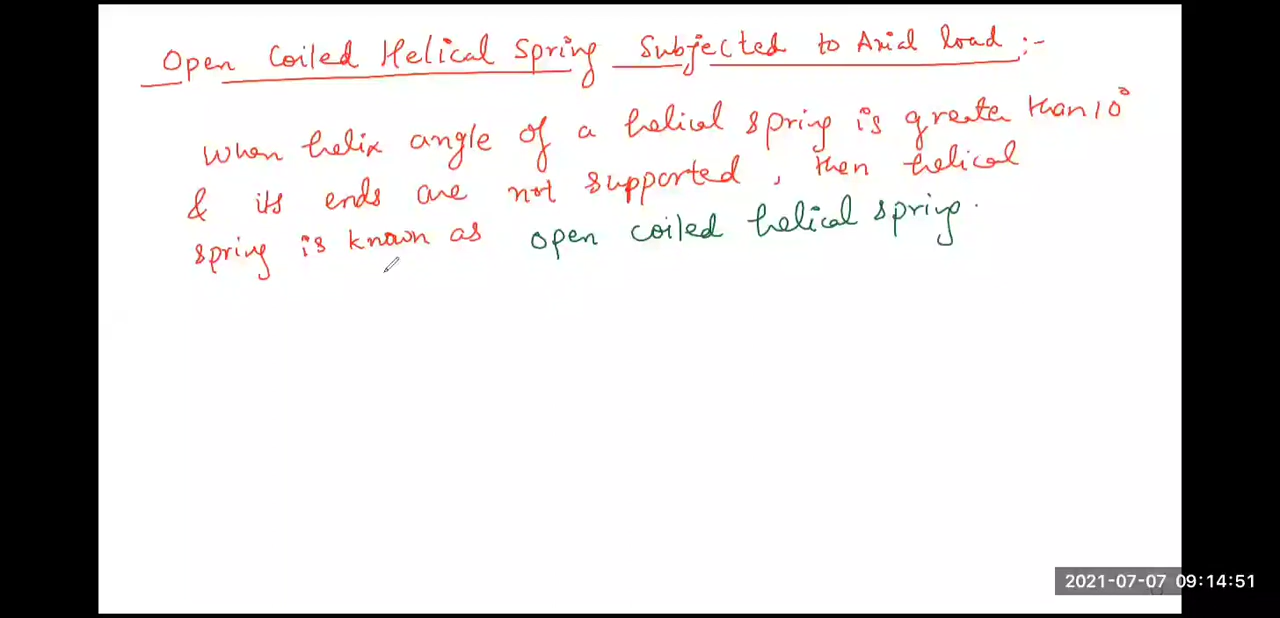 Open Coiled Helical Spring Subjected to Axial load :-
When helix angle of a helical spring is greater than 10°
& its ends are not supported, then helical
spring is known as open coiled helical spring.
2021-07-07 09:14:51